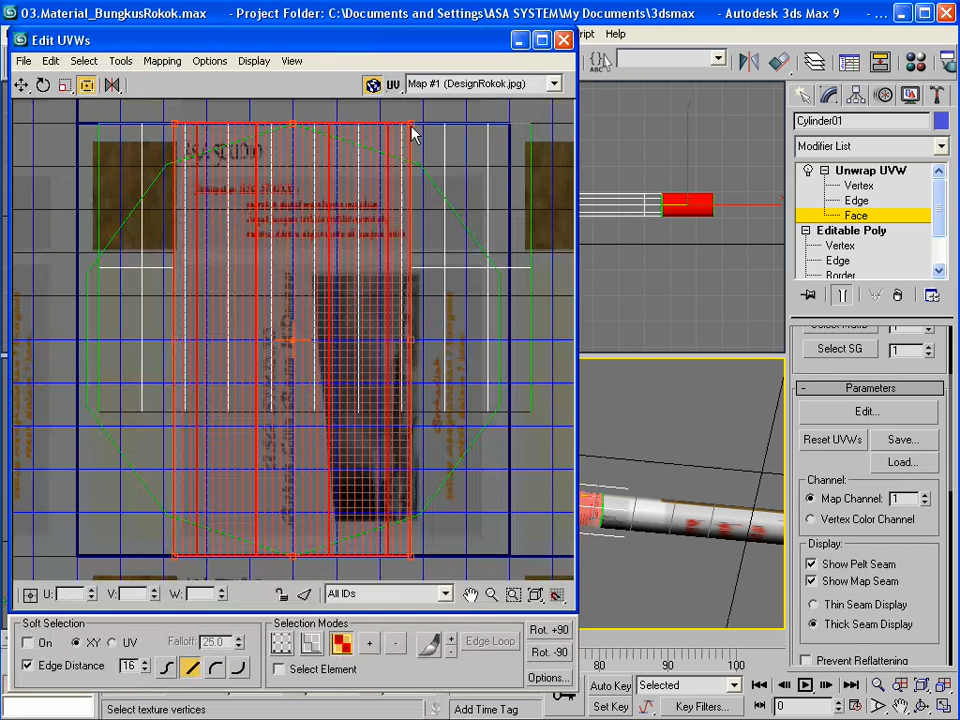 03.Material_BungkusRokok.max - Project Folder: C:\Documents and Settings\ASA SYSTEM\My Documents\3dsmax - Autodesk 3ds Max 9 - ...
Edit UVWs
Script Help
File Edit Select Tools Mapping Options Display View
UV Map #1 (DesignRokok.jpg)
ABC
Cylinder01
Modifier List
Unwrap UVW
Vertex
Edge
Face
Editable Poly
Vertex
Edge
Border
Select MatID 1
Select SG 1
Parameters
Edit...
Reset UVWs Save...
Load...
Channel:
Map Channel: 1
Vertex Color Channel
Display:
Show Pelt Seam
Show Map Seam
Thin Seam Display
Thick Seam Display
Prevent Reflattening
U: V: W: All IDs
Soft Selection
On XY UV Falloff: 25.0
Edge Distance 16
Selection Modes
+ - + - Edge Loop
Select Element
Rot. +90
Rot. -90
Options...
80 90 100
Auto Key Selected
Set Key Key Filters... 0
Select texture vertices Add Time Tag